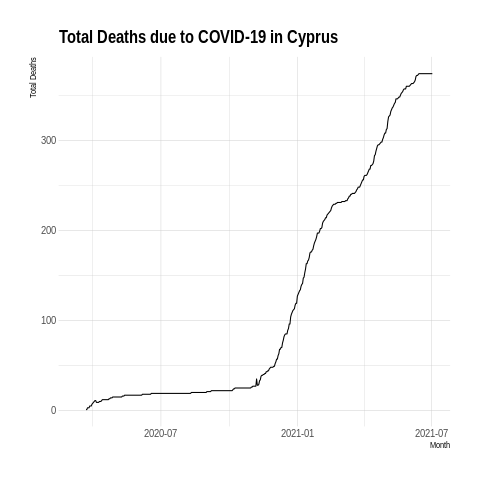 Total Deaths due to COVID-19 in Cyprus
Total Deaths
300
200
100
0
2020-07 2021-01 2021-07
Month